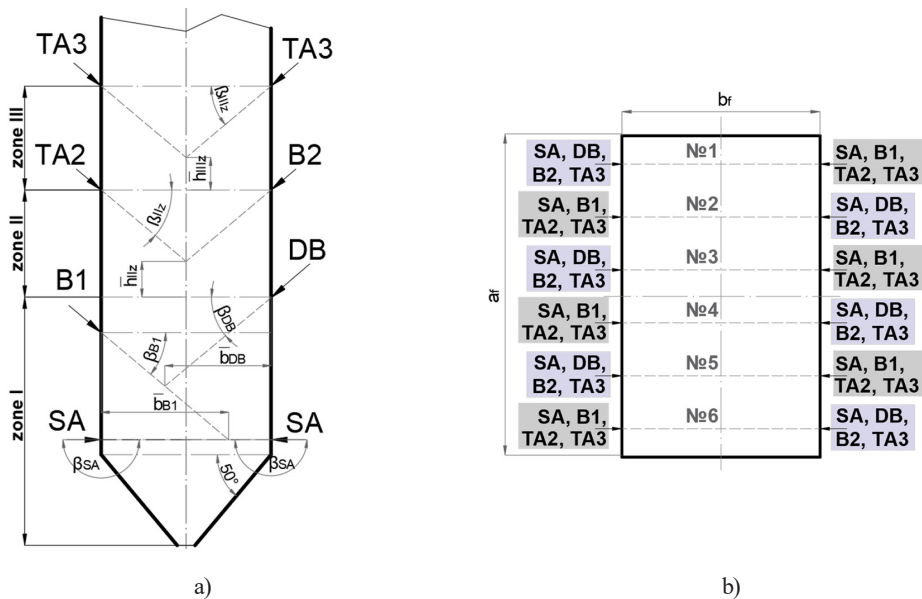 TA3
TA3
βIIIz
zone III
h̄IIIz
TA2
B2
βIIz
zone II
h̄IIz
B1
DB
βDB
βB1
b̄DB
b̄B1
zone I
SA
SA
βSA
βSA
50°
a)
bf
af
SA, DB,
B2, TA3
№1
SA, B1,
TA2, TA3
SA, B1,
TA2, TA3
№2
SA, DB,
B2, TA3
SA, DB,
B2, TA3
№3
SA, B1,
TA2, TA3
SA, B1,
TA2, TA3
№4
SA, DB,
B2, TA3
SA, DB,
B2, TA3
№5
SA, B1,
TA2, TA3
SA, B1,
TA2, TA3
№6
SA, DB,
B2, TA3
b)